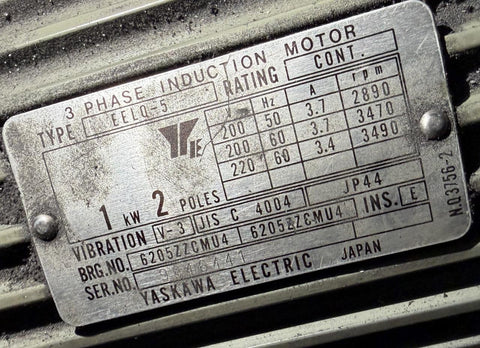 3 PHASE INDUCTION MOTOR
TYPE EELQ-5 RATING CONT.
V Hz A rpm
200 50 3.7 2890
200 60 3.7 3470
220 60 3.4 3490
1 kW 2 POLES
VIBRATION V-3 JIS C 4004 JP44
BRG.NO. 6205ZZCMU4 6205ZZCMU4 INS. E
SER.NO.
YASKAWA ELECTRIC JAPAN
N.Q3756-2